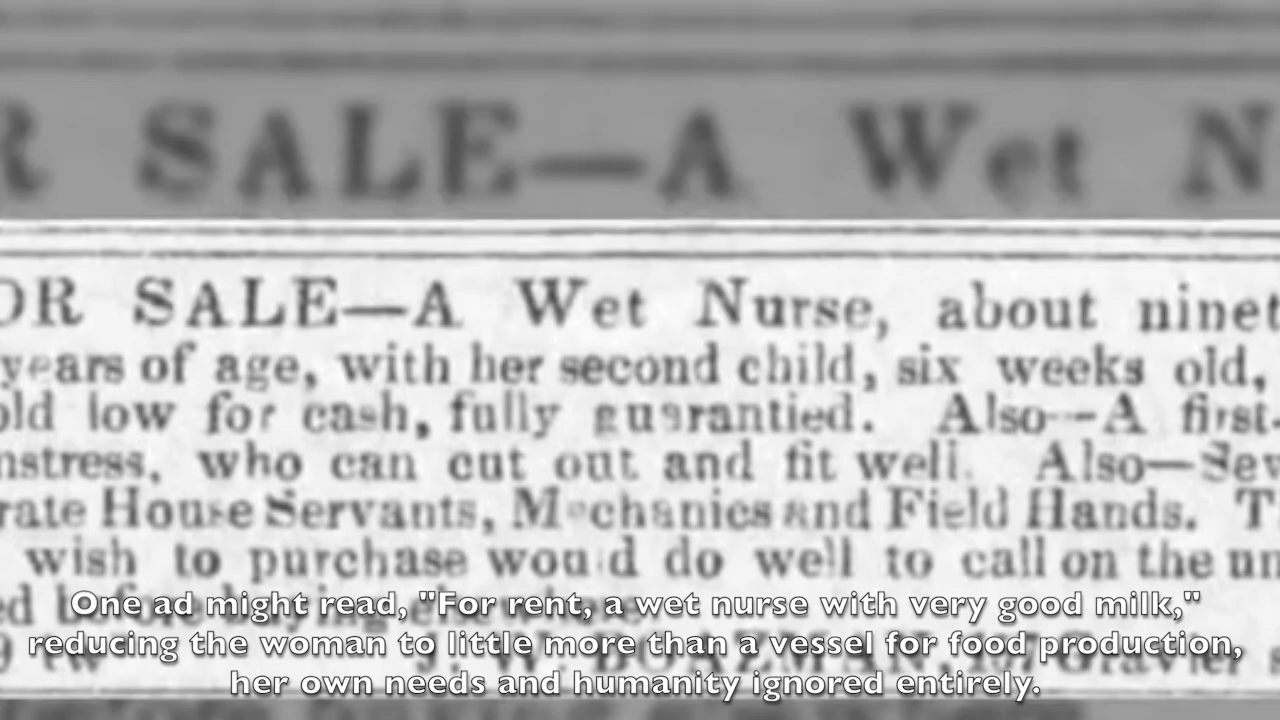 R SALE—A Wet N
OR SALE—A Wet Nurse, about ninet
years of age, with her second child, six weeks old,
old low for cash, fully guarantied. Also—A first-
mstress, who can cut out and fit well. Also—Sev
rate House Servants, Mechanics and Field Hands. T
wish to purchase would do well to call on the un
ed before buying
One ad might read, "For rent, a wet nurse with very good milk,"
reducing the woman to little more than a vessel for food production,
her own needs and humanity ignored entirely.